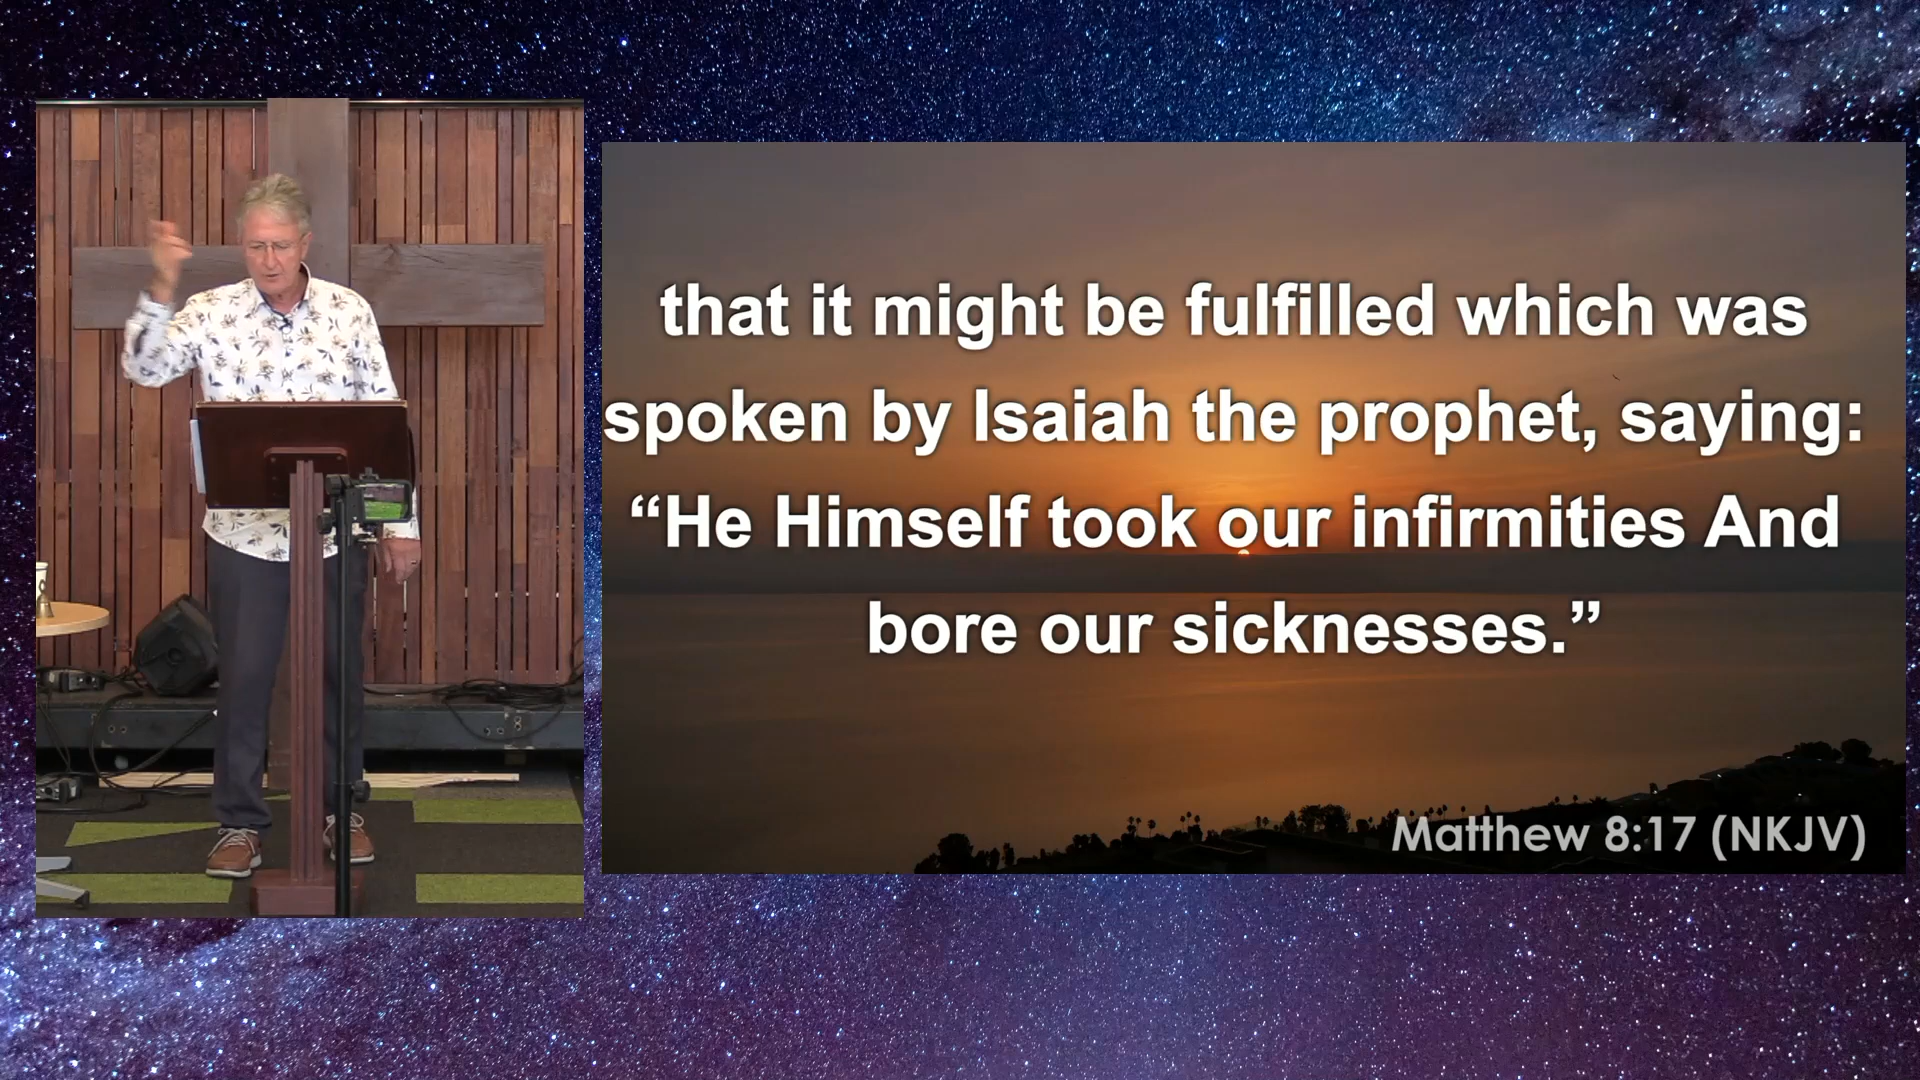 that it might be fulfilled which was
spoken by Isaiah the prophet, saying:
“He Himself took our infirmities And
bore our sicknesses.”
Matthew 8:17 (NKJV)